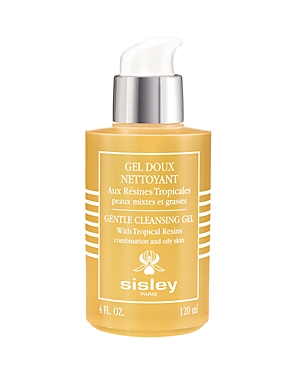 GEL DOUX
NETTOYANT
Aux Résines Tropicales
peaux mixtes et grasses
GENTLE CLEANSING GEL
With Tropical Resins
combination and oily skin
sisley
PARIS
4 FL. OZ. 120 ml